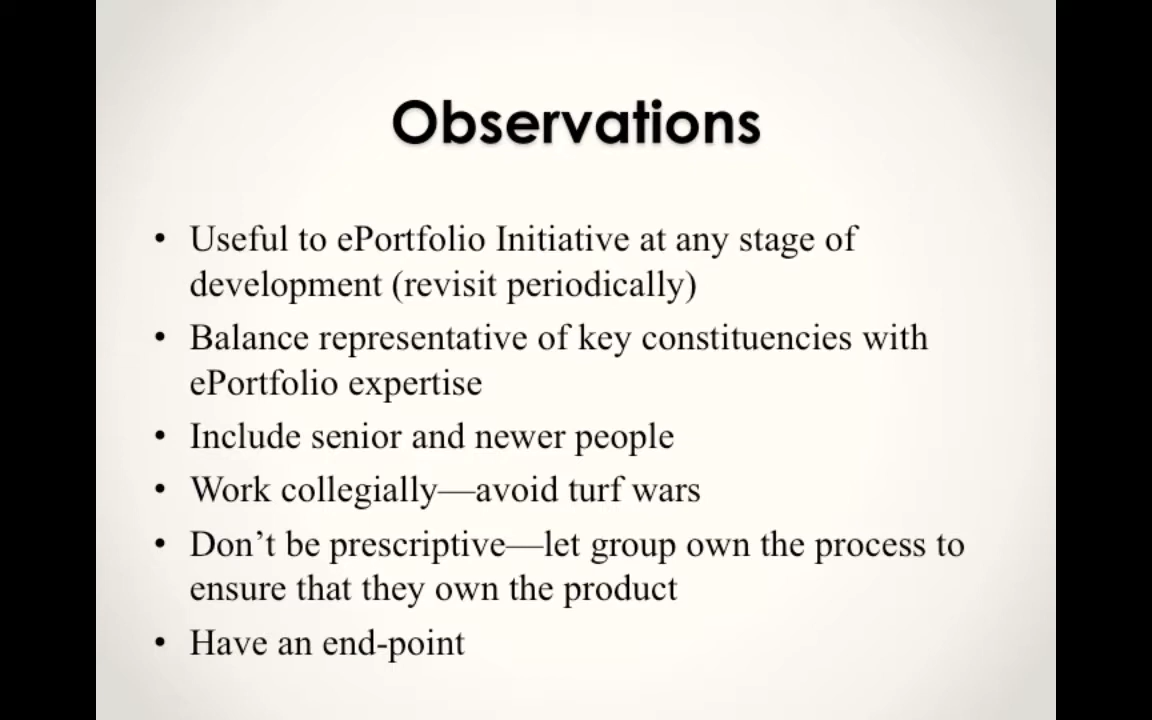 Observations
• Useful to ePortfolio Initiative at any stage of
development (revisit periodically)
• Balance representative of key constituencies with
ePortfolio expertise
• Include senior and newer people
• Work collegially—avoid turf wars
• Don’t be prescriptive—let group own the process to
ensure that they own the product
• Have an end-point